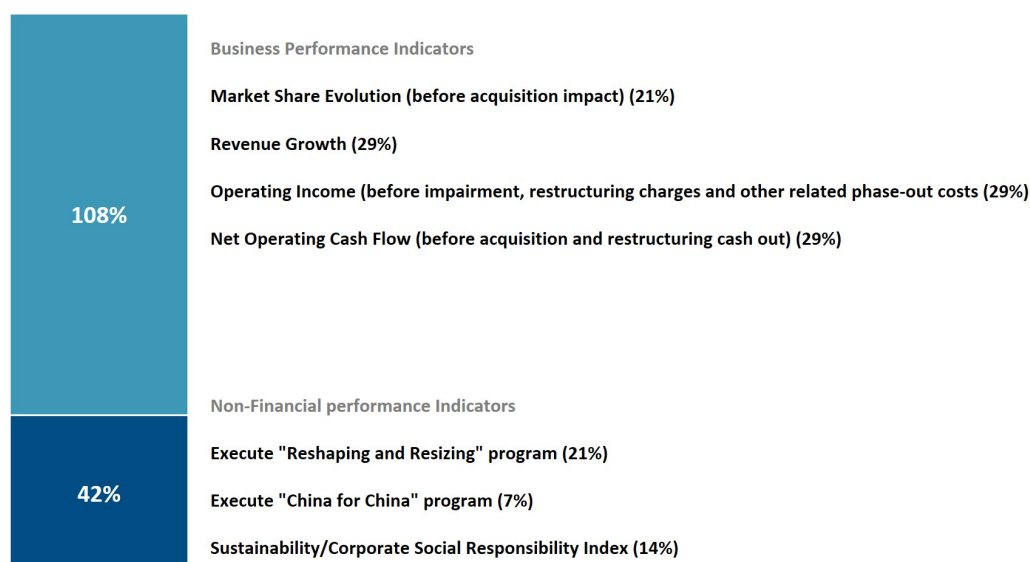 Business Performance Indicators
Market Share Evolution (before acquisition impact) (21%)
Revenue Growth (29%)
108%
Operating Income (before impairment, restructuring charges and other related phase-out costs (29%)
Net Operating Cash Flow (before acquisition and restructuring cash out) (29%)
Non-Financial performance Indicators
Execute "Reshaping and Resizing" program (21%)
42%
Execute "China for China" program (7%)
Sustainability/Corporate Social Responsibility Index (14%)